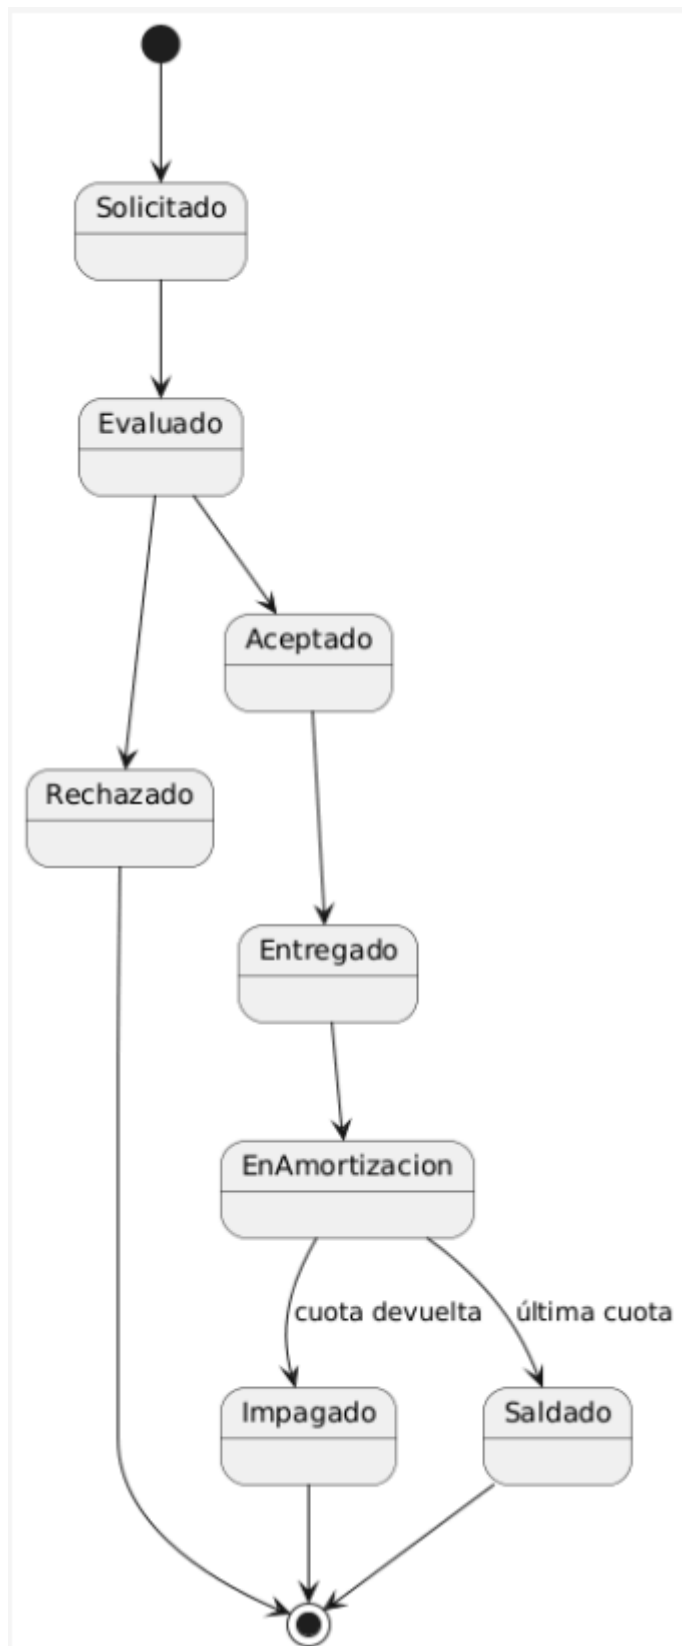 Solicitado
Evaluado
Aceptado
Rechazado
Entregado
EnAmortizacion
cuota devuelta
última cuota
Impagado
Saldado